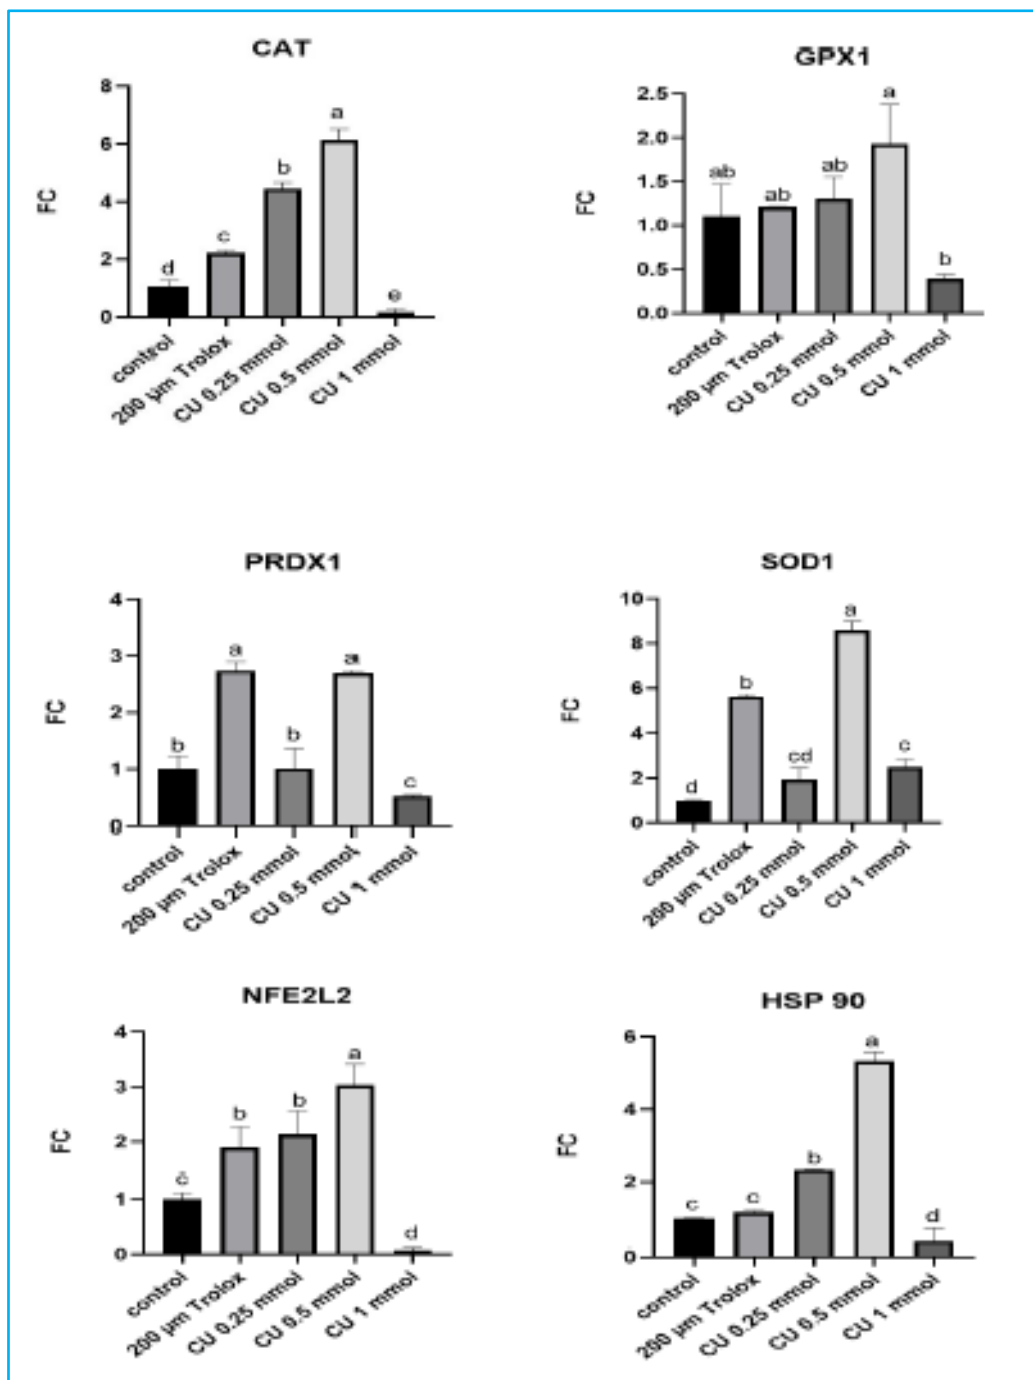 CAT
8
6
4
2
0
FC
d
c
b
a
e
control
200 µm Trolox
CU 0.25 mmol
CU 0.5 mmol
CU 1 mmol
GPX1
2.5
2.0
1.5
1.0
0.5
0.0
FC
ab
ab
ab
a
b
control
200 µm Trolox
CU 0.25 mmol
CU 0.5 mmol
CU 1 mmol
PRDX1
4
3
2
1
0
FC
b
a
b
a
c
control
200 µm Trolox
CU 0.25 mmol
CU 0.5 mmol
CU 1 mmol
SOD1
10
8
6
4
2
0
FC
d
b
cd
a
c
control
200 µm Trolox
CU 0.25 mmol
CU 0.5 mmol
CU 1 mmol
NFE2L2
4
3
2
1
0
FC
c
b
b
a
d
control
200 µm Trolox
CU 0.25 mmol
CU 0.5 mmol
CU 1 mmol
HSP 90
6
4
2
0
FC
c
c
b
a
d
control
200 µm Trolox
CU 0.25 mmol
CU 0.5 mmol
CU 1 mmol